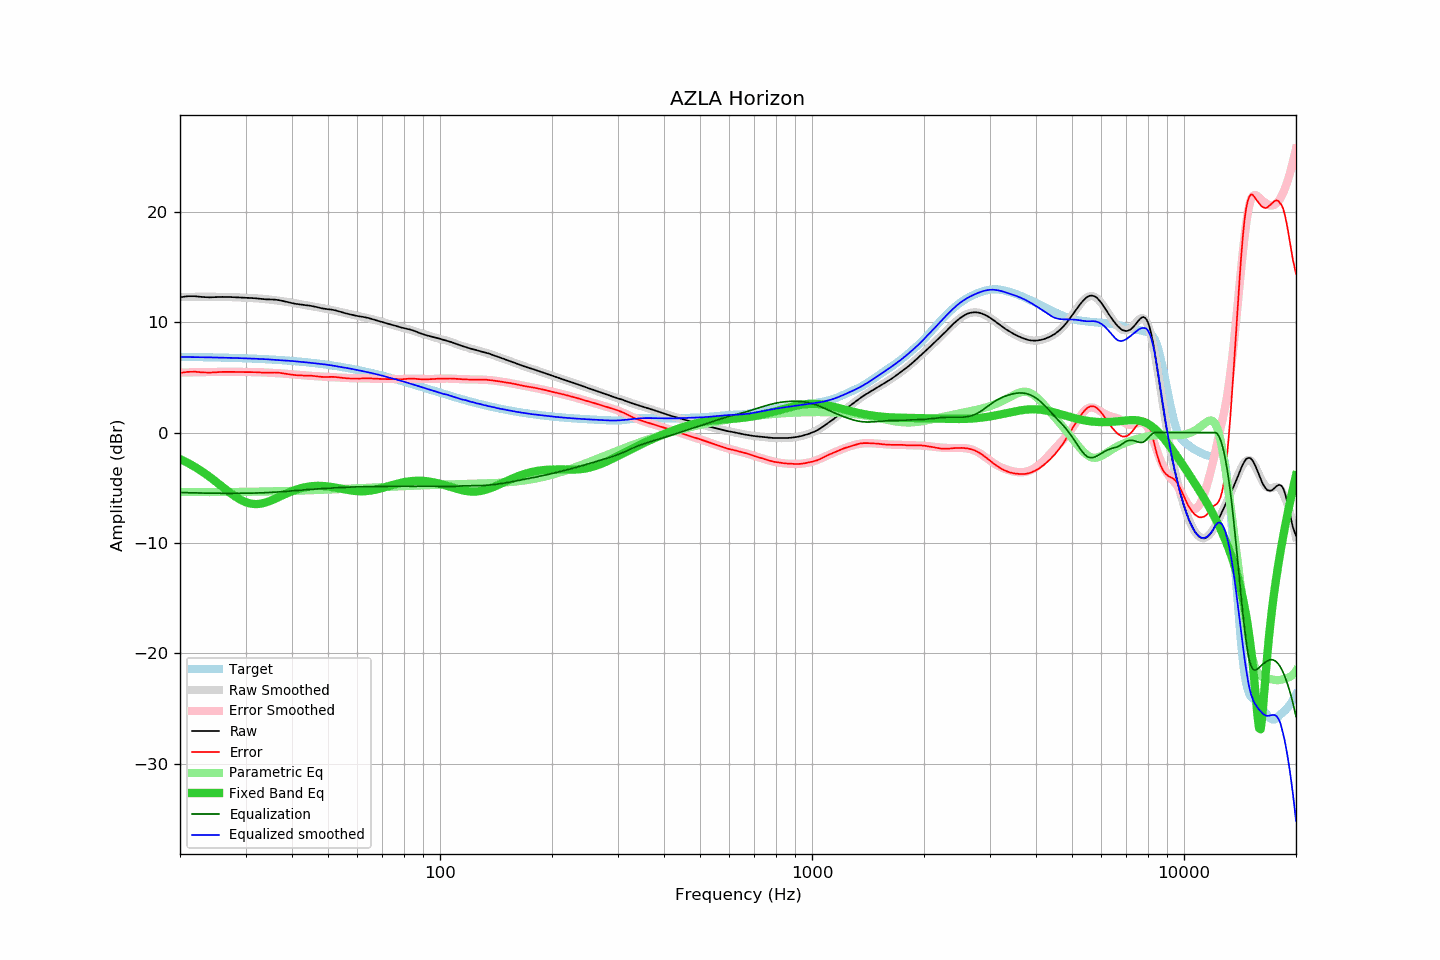 AZLA Horizon
Amplitude (dBr)
20
10
0
−10
−20
−30
Target
Raw Smoothed
Error Smoothed
Raw
Error
Parametric Eq
Fixed Band Eq
Equalization
Equalized smoothed
100
1000
10000
Frequency (Hz)